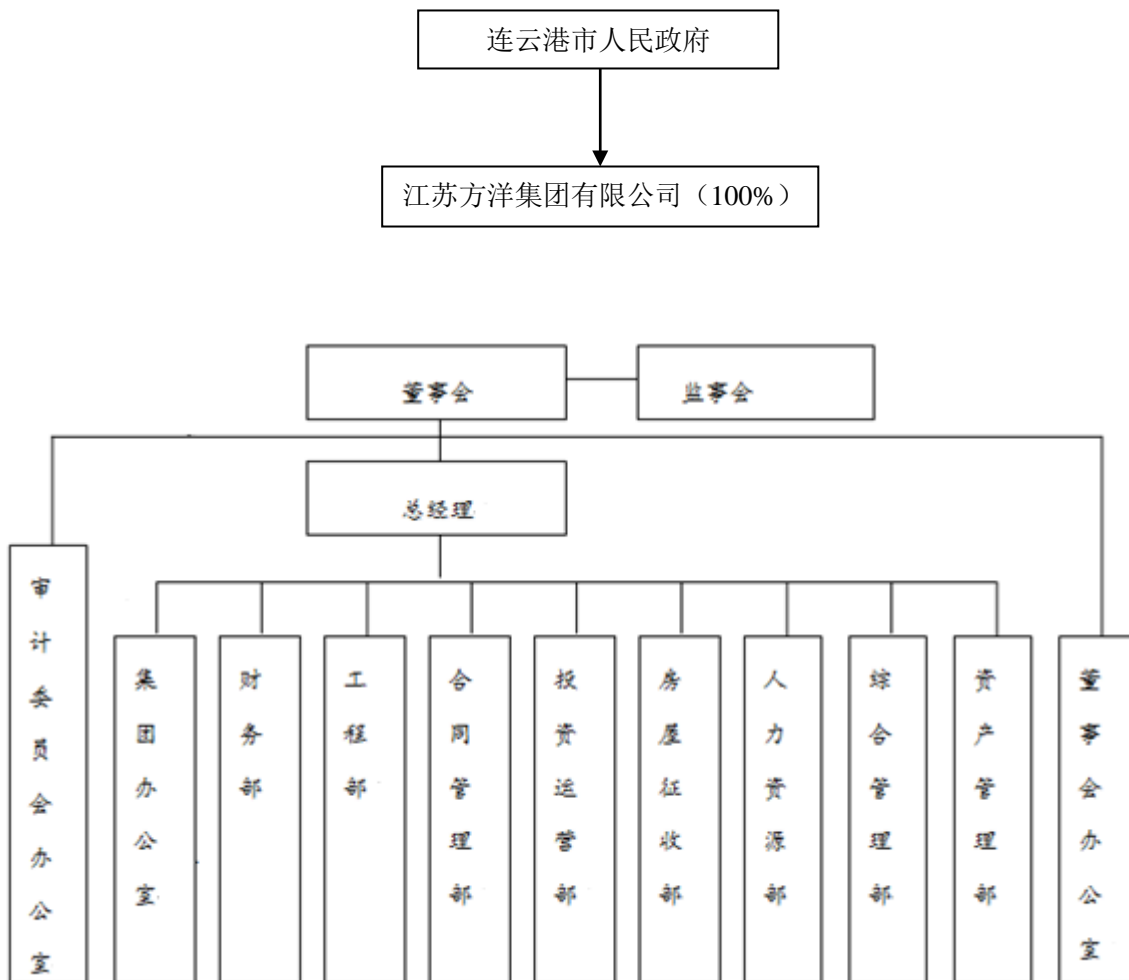 连云港市人民政府
江苏方洋集团有限公司（100%）
董事会
监事会
总经理
审计委员会办公室
集团办公室
财务部
工程部
合同管理部
投资运营部
房屋征收部
人力资源部
综合管理部
资产管理部
董事会办公室